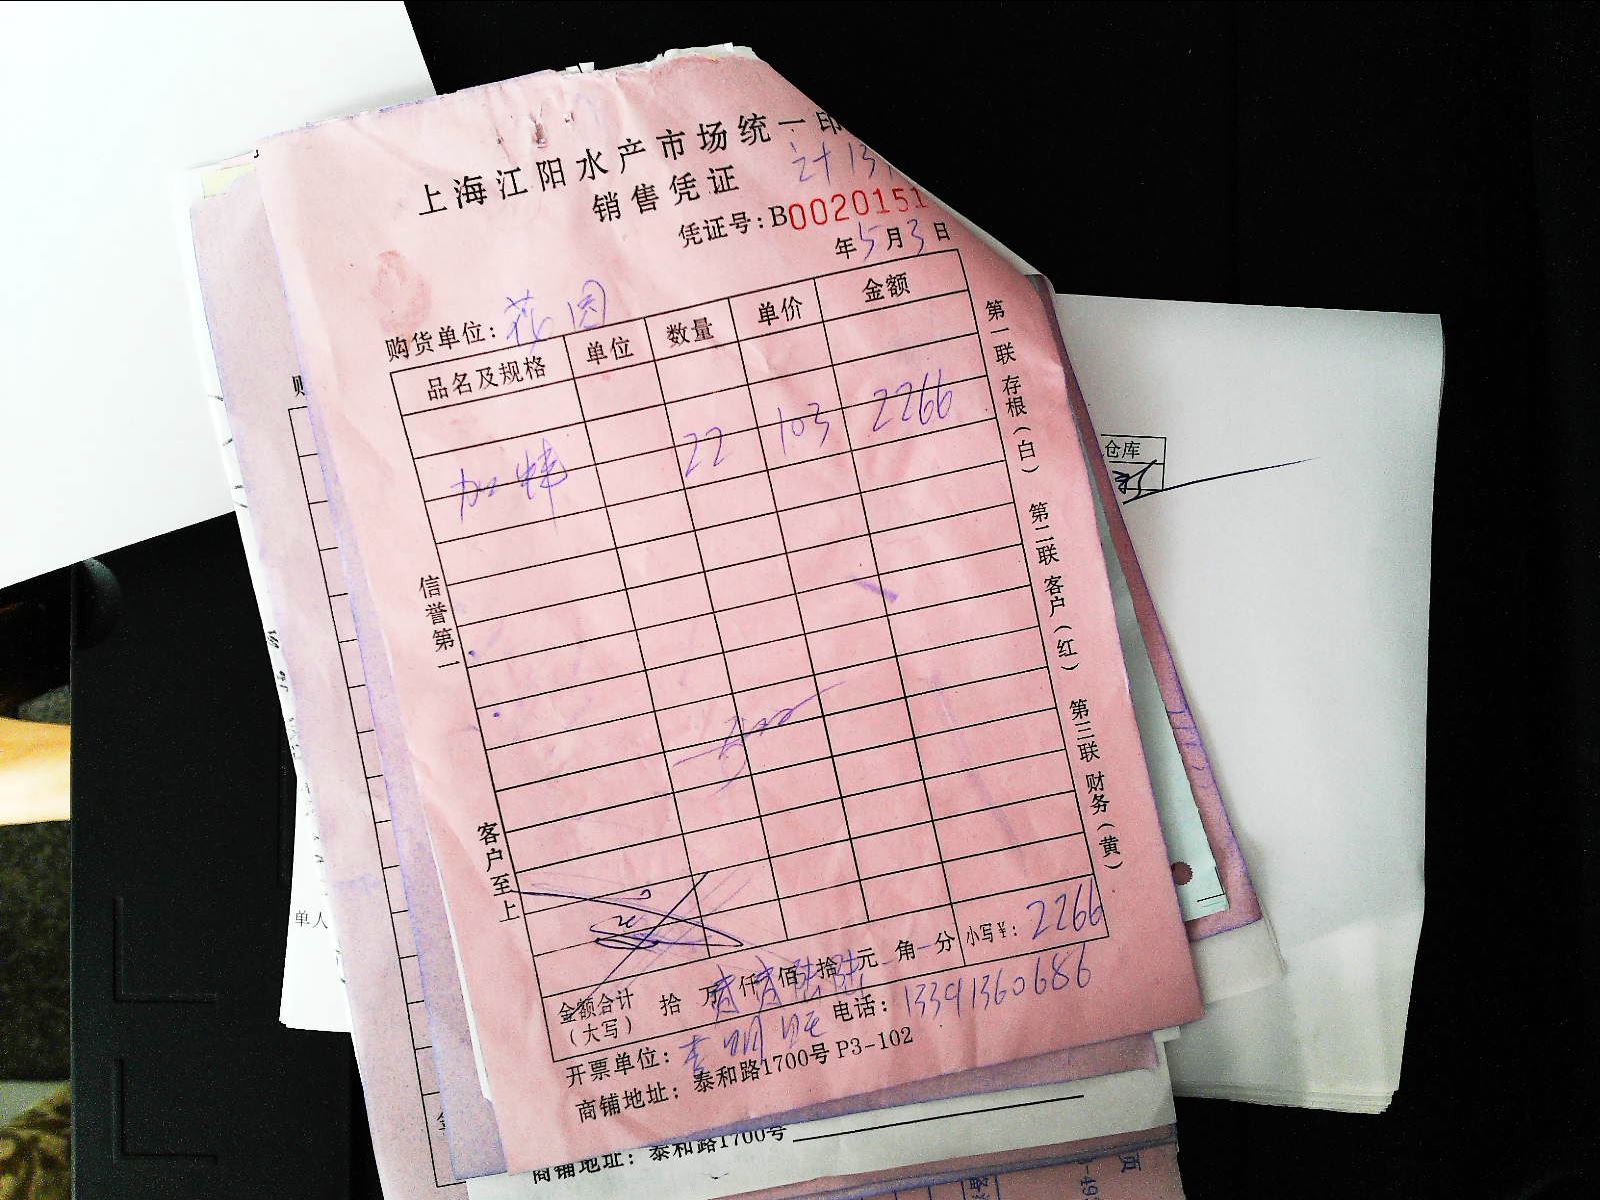 上海江阳水产市场统一印
销售凭证
凭证号:B0020151
年5月3日
购货单位:花园
品名及规格 单位 数量 单价 金额
加 22 103 2266
信誉第一
客户至上
第一联 存根(白) 第二联 客户(红) 第三联 财务(黄)
金额合计(大写) 拾 万 仟 佰 拾 元 角 分 小写¥: 2266
开票单位: 电话: 13391360686
商铺地址: 泰和路1700号 P3-102
商铺地址: 泰和路1700号
仓库
单人
页